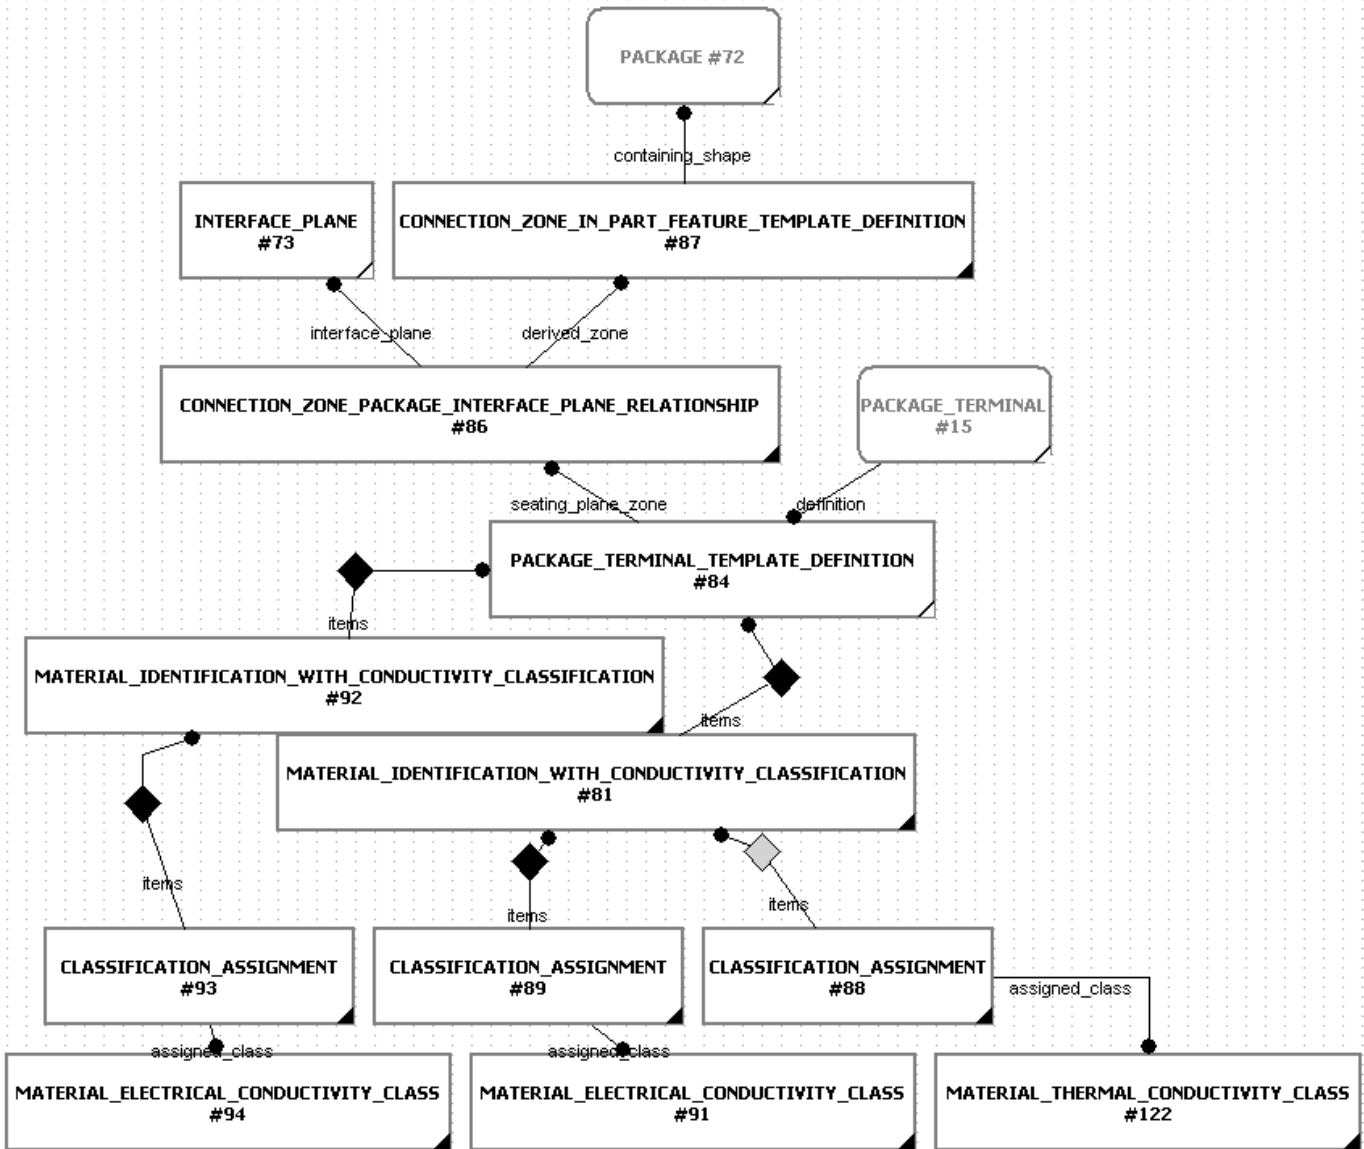 PACKAGE #72
containing_shape
INTERFACE_PLANE
#73
CONNECTION_ZONE_IN_PART_FEATURE_TEMPLATE_DEFINITION
#87
interface_plane
derived_zone
CONNECTION_ZONE_PACKAGE_INTERFACE_PLANE_RELATIONSHIP
#86
PACKAGE_TERMINAL
#15
seating_plane_zone
definition
PACKAGE_TERMINAL_TEMPLATE_DEFINITION
#84
items
MATERIAL_IDENTIFICATION_WITH_CONDUCTIVITY_CLASSIFICATION
#92
items
MATERIAL_IDENTIFICATION_WITH_CONDUCTIVITY_CLASSIFICATION
#81
items
items
items
CLASSIFICATION_ASSIGNMENT
#93
CLASSIFICATION_ASSIGNMENT
#89
CLASSIFICATION_ASSIGNMENT
#88
assigned_class
assigned_class
assigned_class
MATERIAL_ELECTRICAL_CONDUCTIVITY_CLASS
#94
MATERIAL_ELECTRICAL_CONDUCTIVITY_CLASS
#91
MATERIAL_THERMAL_CONDUCTIVITY_CLASS
#122